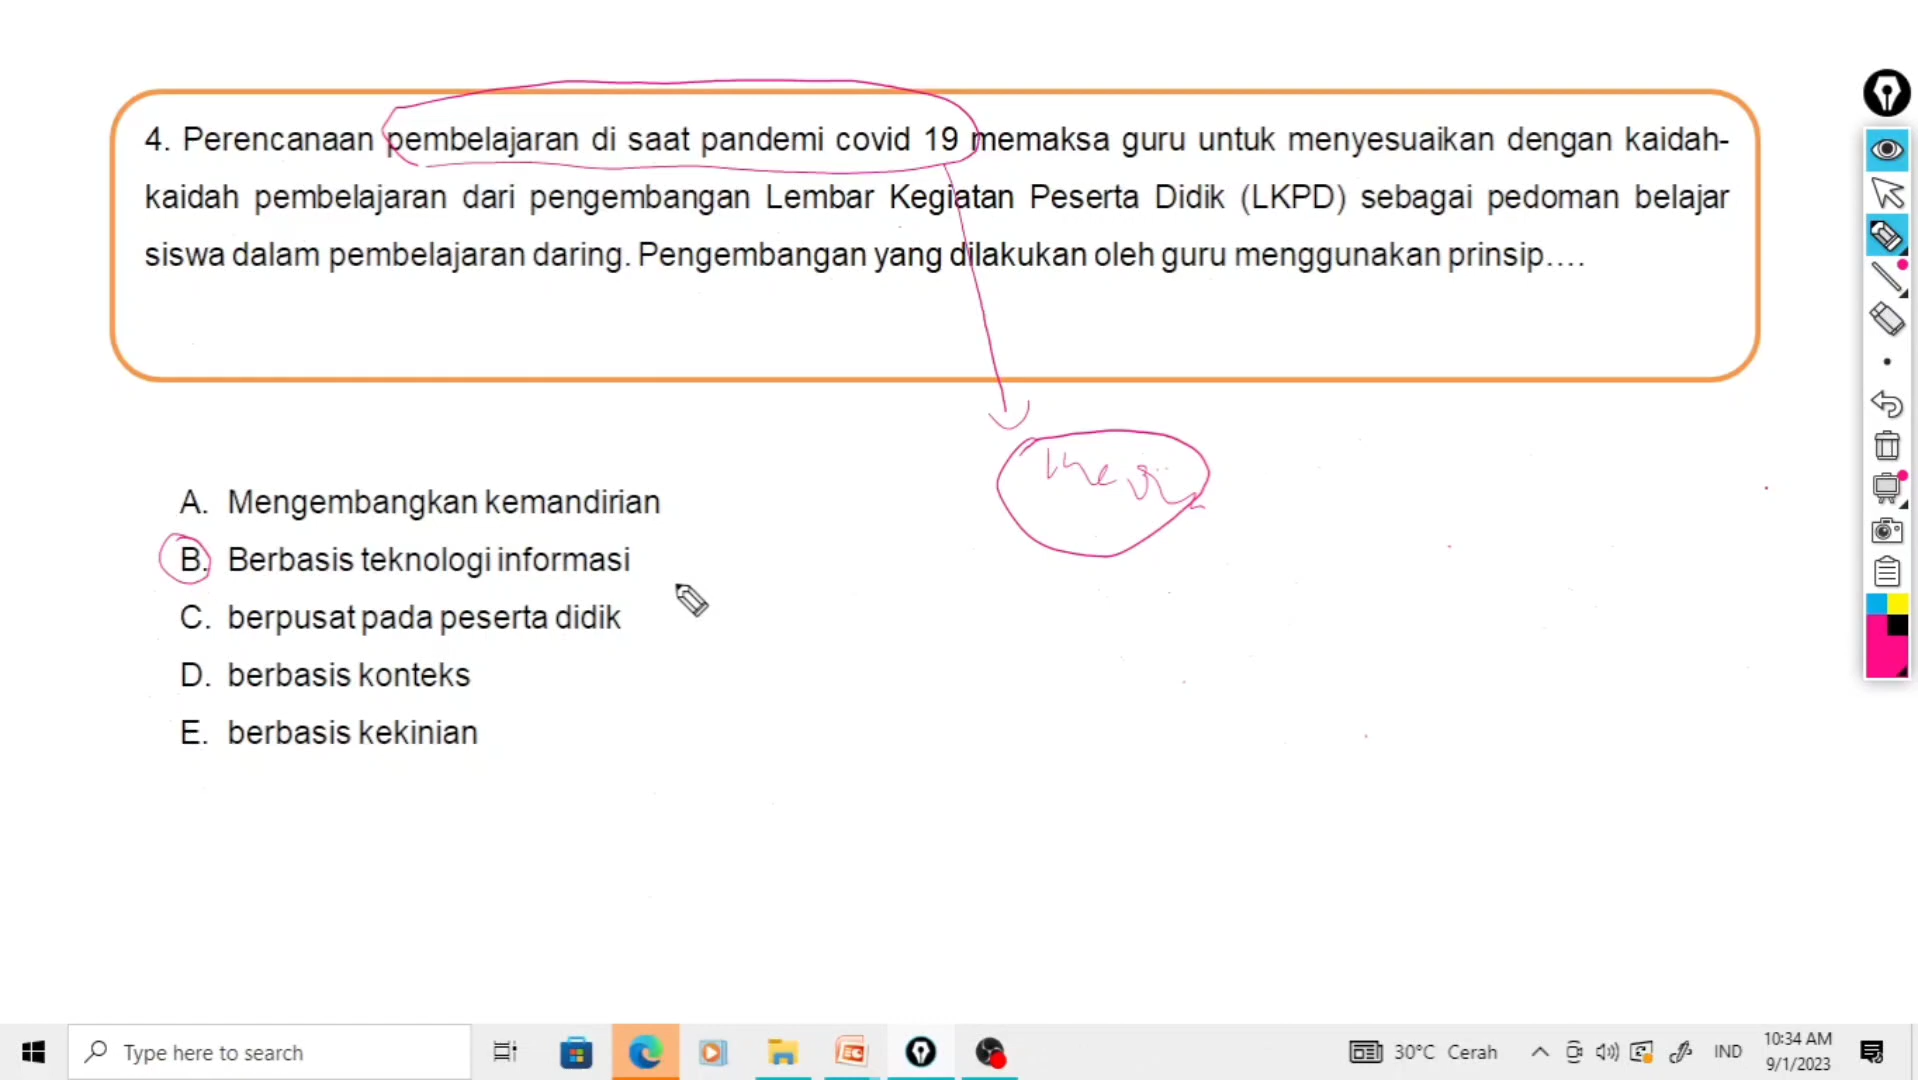 4. Perencanaan pembelajaran di saat pandemi covid 19 memaksa guru untuk menyesuaikan dengan kaidah-
kaidah pembelajaran dari pengembangan Lembar Kegiatan Peserta Didik (LKPD) sebagai pedoman belajar
siswa dalam pembelajaran daring. Pengembangan yang dilakukan oleh guru menggunakan prinsip....
A. Mengembangkan kemandirian
B. Berbasis teknologi informasi
C. berpusat pada peserta didik
D. berbasis konteks
E. berbasis kekinian
Type here to search
30°C Cerah
IND
10:34 AM
9/1/2023